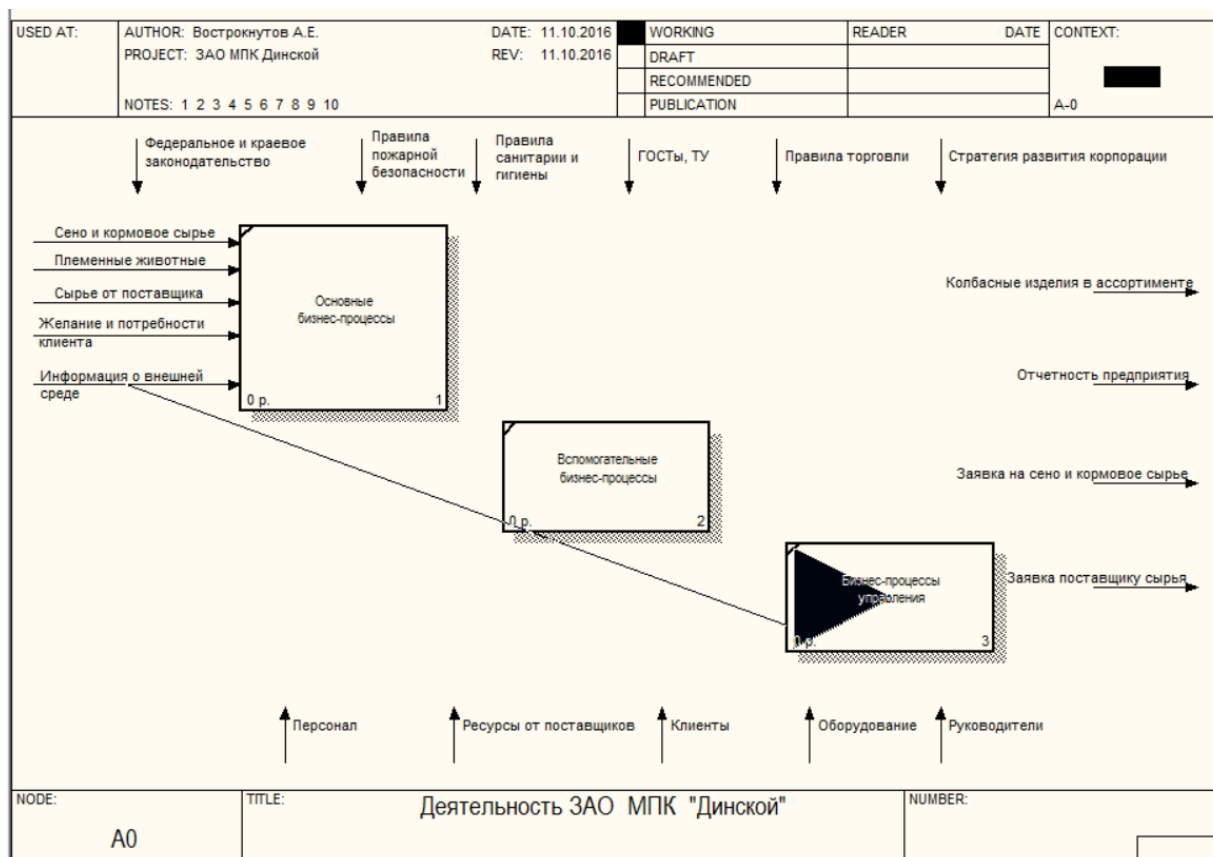 USED AT:
AUTHOR: Вострокнутов А.Е.
DATE: 11.10.2016
PROJECT: ЗАО МПК Динской
REV: 11.10.2016
NOTES: 1 2 3 4 5 6 7 8 9 10
WORKING
DRAFT
RECOMMENDED
PUBLICATION
READER
DATE
CONTEXT:
A-0
Федеральное и краевое
законодательство
Правила
пожарной
безопасности
Правила
санитарии и
гигиены
ГОСТы, ТУ
Правила торговли
Стратегия развития корпорации
Сено и кормовое сырье
Племенные животные
Сырье от поставщика
Желание и потребности
клиента
Информация о внешней
среде
Основные
бизнес-процессы
0 р.
1
Вспомогательные
бизнес-процессы
0 р.
2
Бизнес-процессы
управления
0 р.
3
Колбасные изделия в ассортименте
Отчетность предприятия
Заявка на сено и кормовое сырье
Заявка поставщику сырья
Персонал
Ресурсы от поставщиков
Клиенты
Оборудование
Руководители
NODE:
A0
TITLE:
Деятельность ЗАО МПК "Динской"
NUMBER: